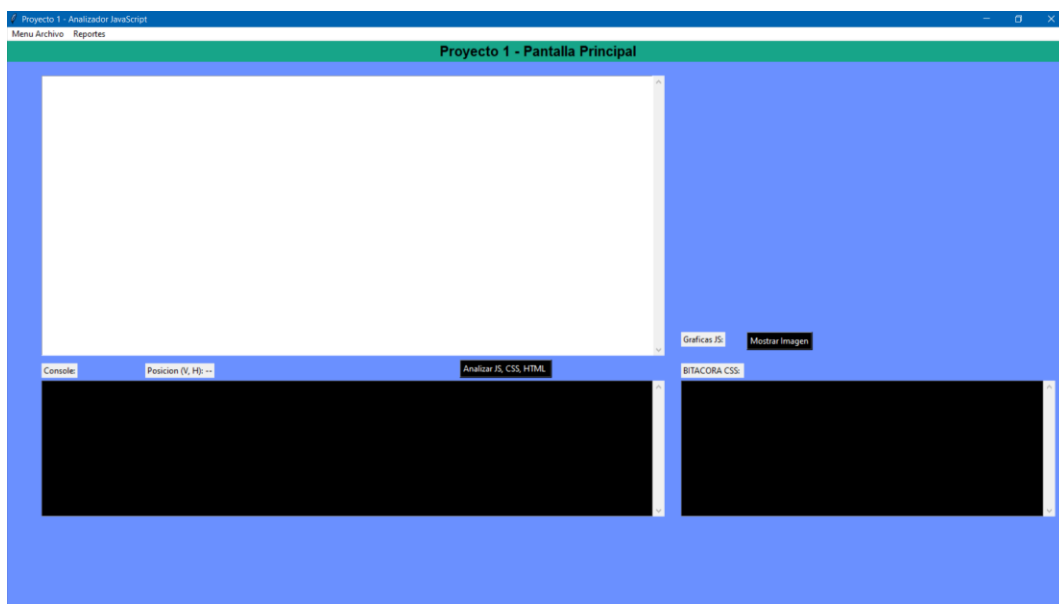 Proyecto 1 - Analizador JavaScript
Menu Archivo Reportes
Proyecto 1 - Pantalla Principal
Graficas JS: Mostrar Imagen
Console: Posicion (V, H): -- Analizar JS, CSS, HTML BITACORA CSS: